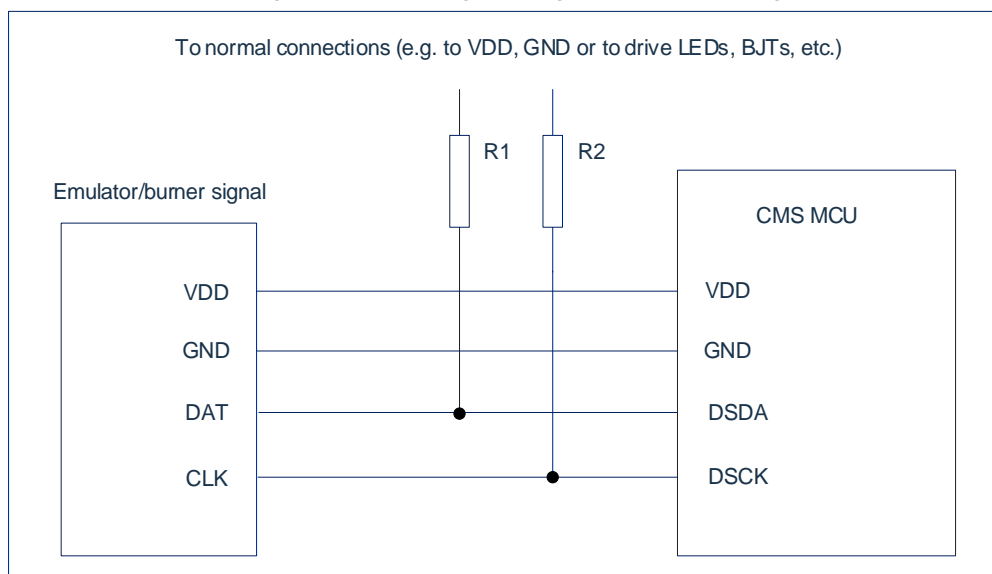 To normal connections (e.g. to VDD, GND or to drive LEDs, BJTs, etc.)
R1
R2
Emulator/burner signal
CMS MCU
VDD
VDD
GND
GND
DAT
DSDA
CLK
DSCK